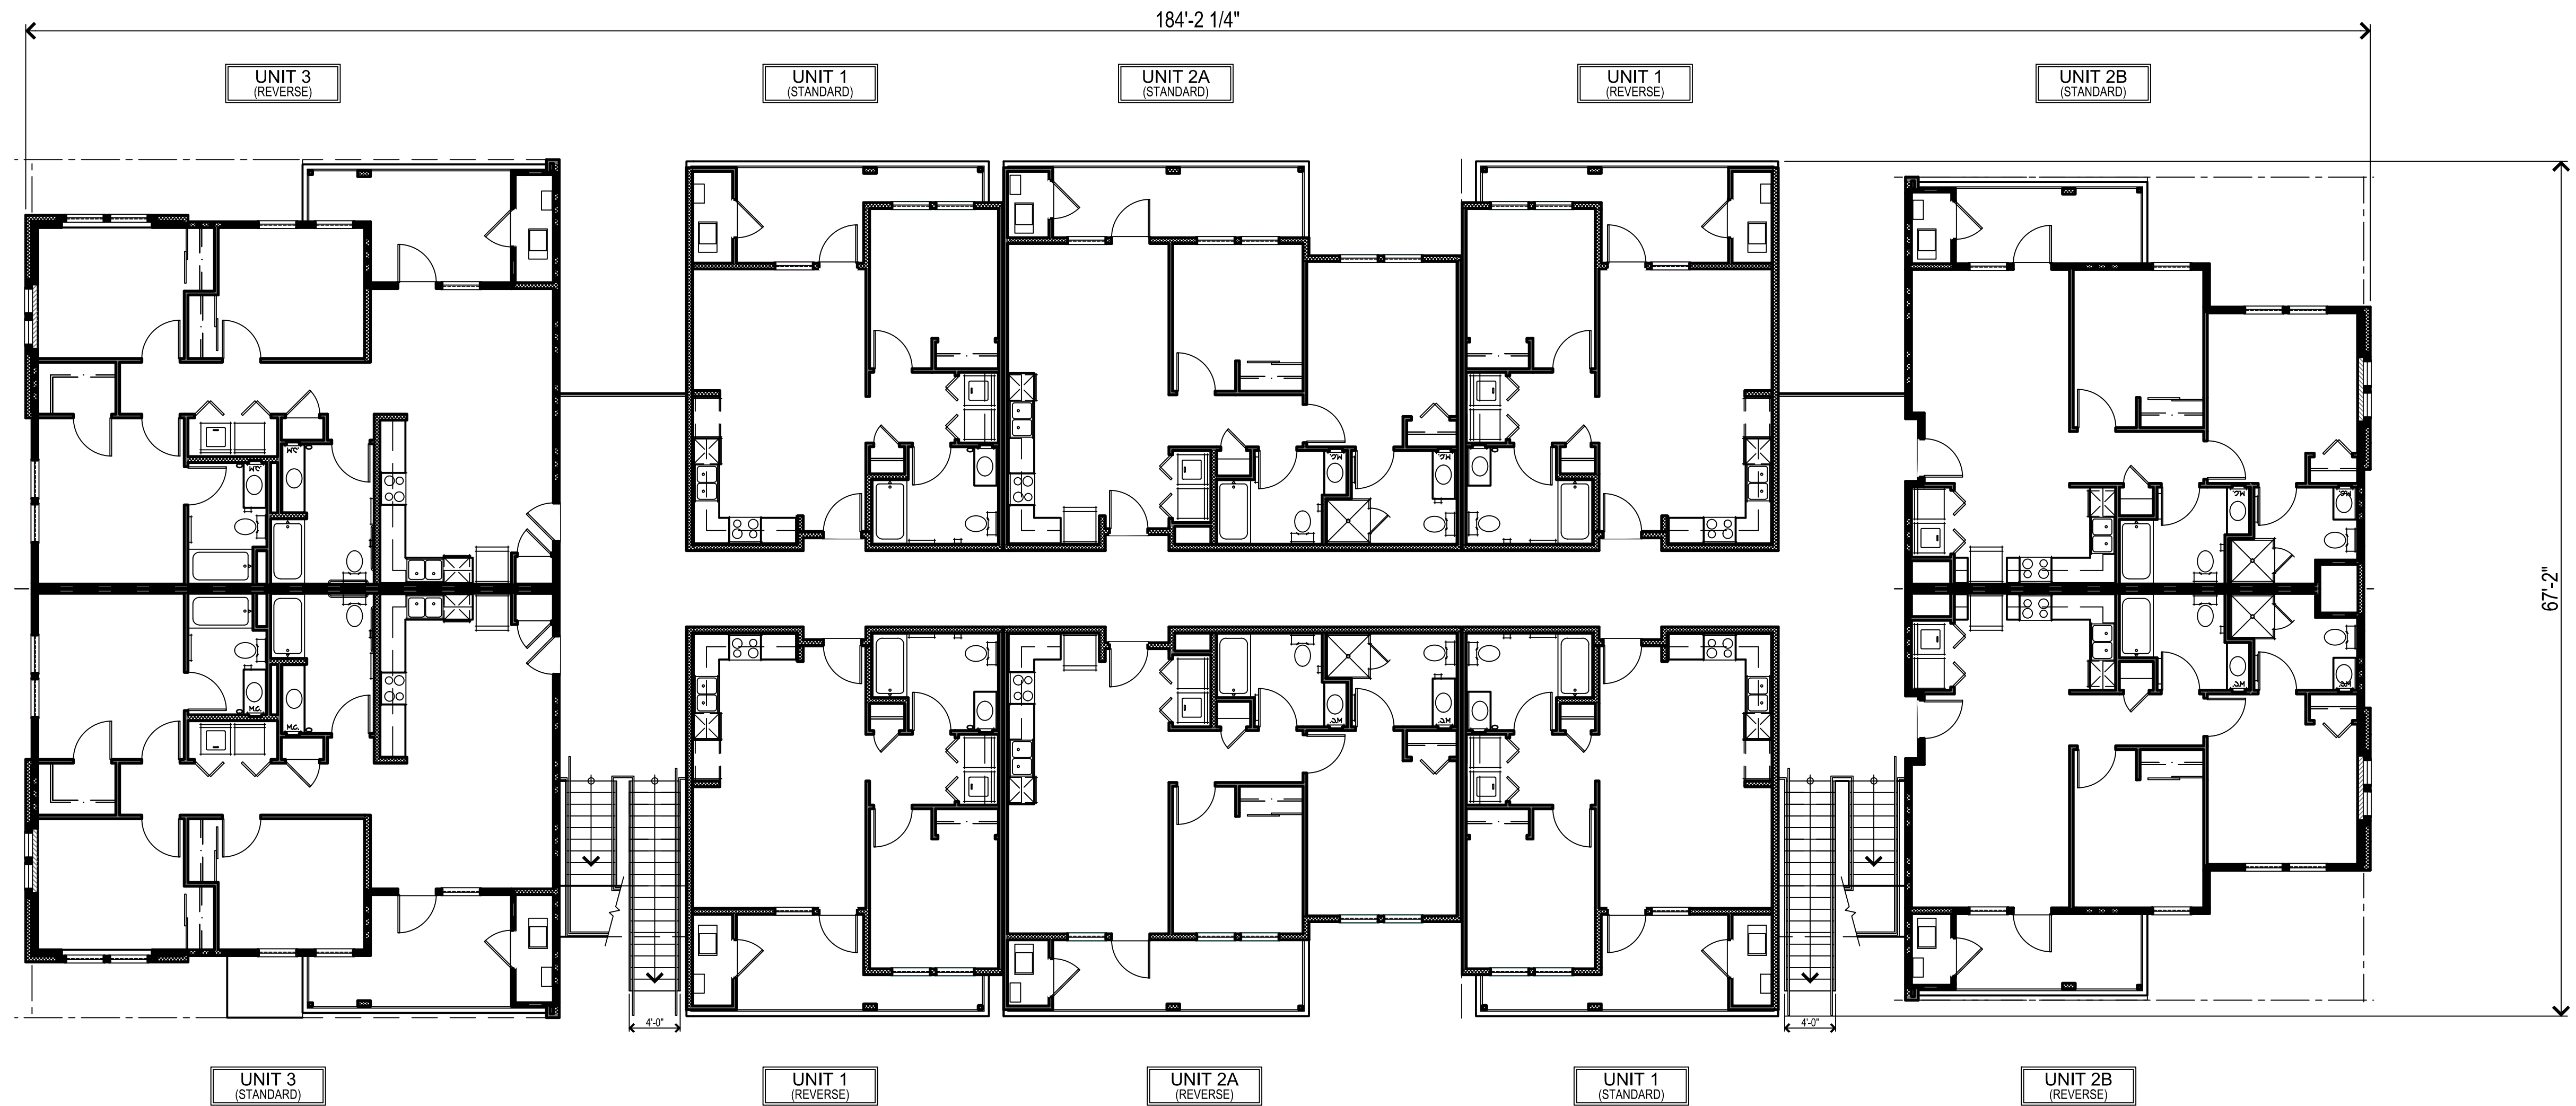 184'-2 1/4"
UNIT 3
(REVERSE)
UNIT 1
(STANDARD)
UNIT 2A
(STANDARD)
UNIT 1
(REVERSE)
UNIT 2B
(STANDARD)
67'-2"
4'-0"
4'-0"
UNIT 3
(STANDARD)
UNIT 1
(REVERSE)
UNIT 2A
(REVERSE)
UNIT 1
(STANDARD)
UNIT 2B
(REVERSE)